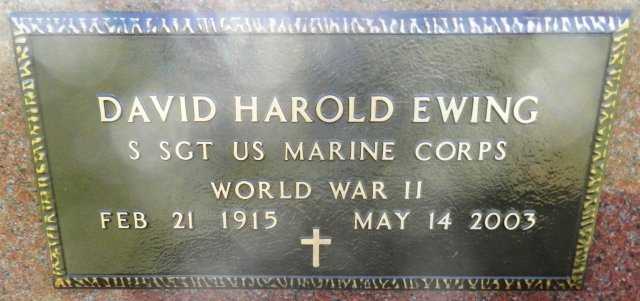 DAVID HAROLD EWING
S SGT US MARINE CORPS
WORLD WAR II
FEB 21 1915 MAY 14 2003